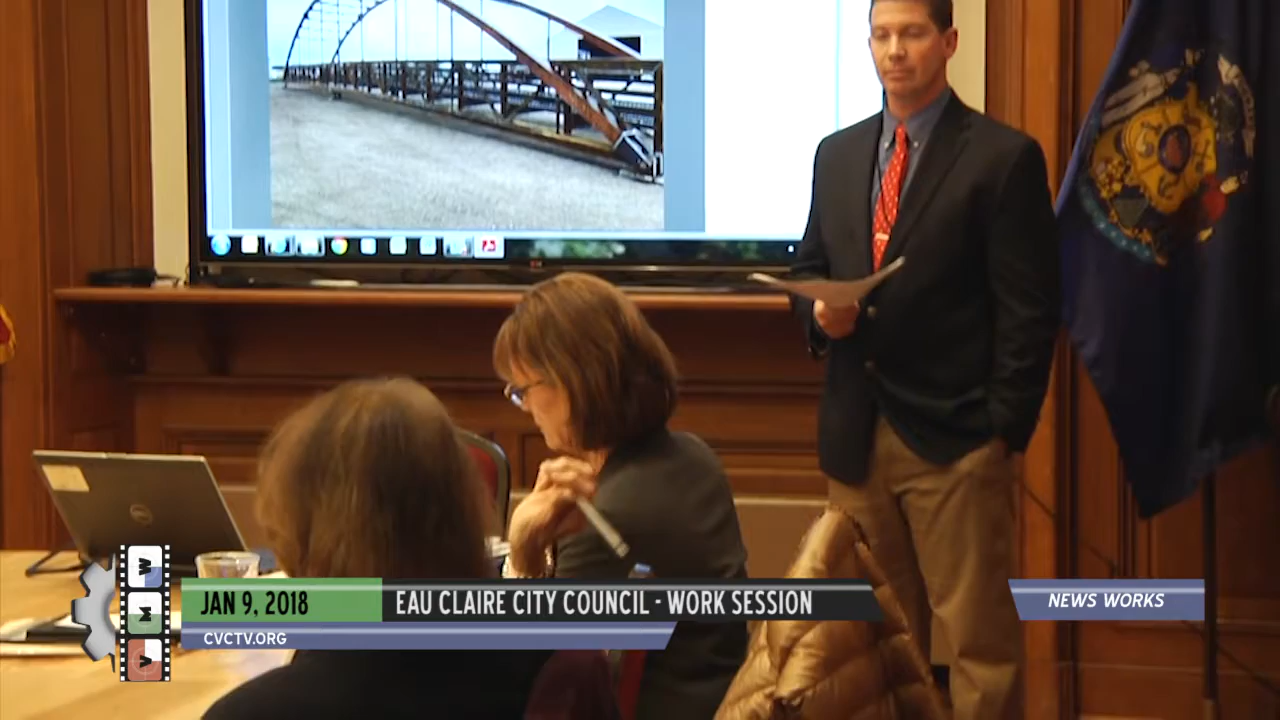 JAN 9, 2018
EAU CLAIRE CITY COUNCIL - WORK SESSION
NEWS WORKS
CVCTV.ORG
W
M
V